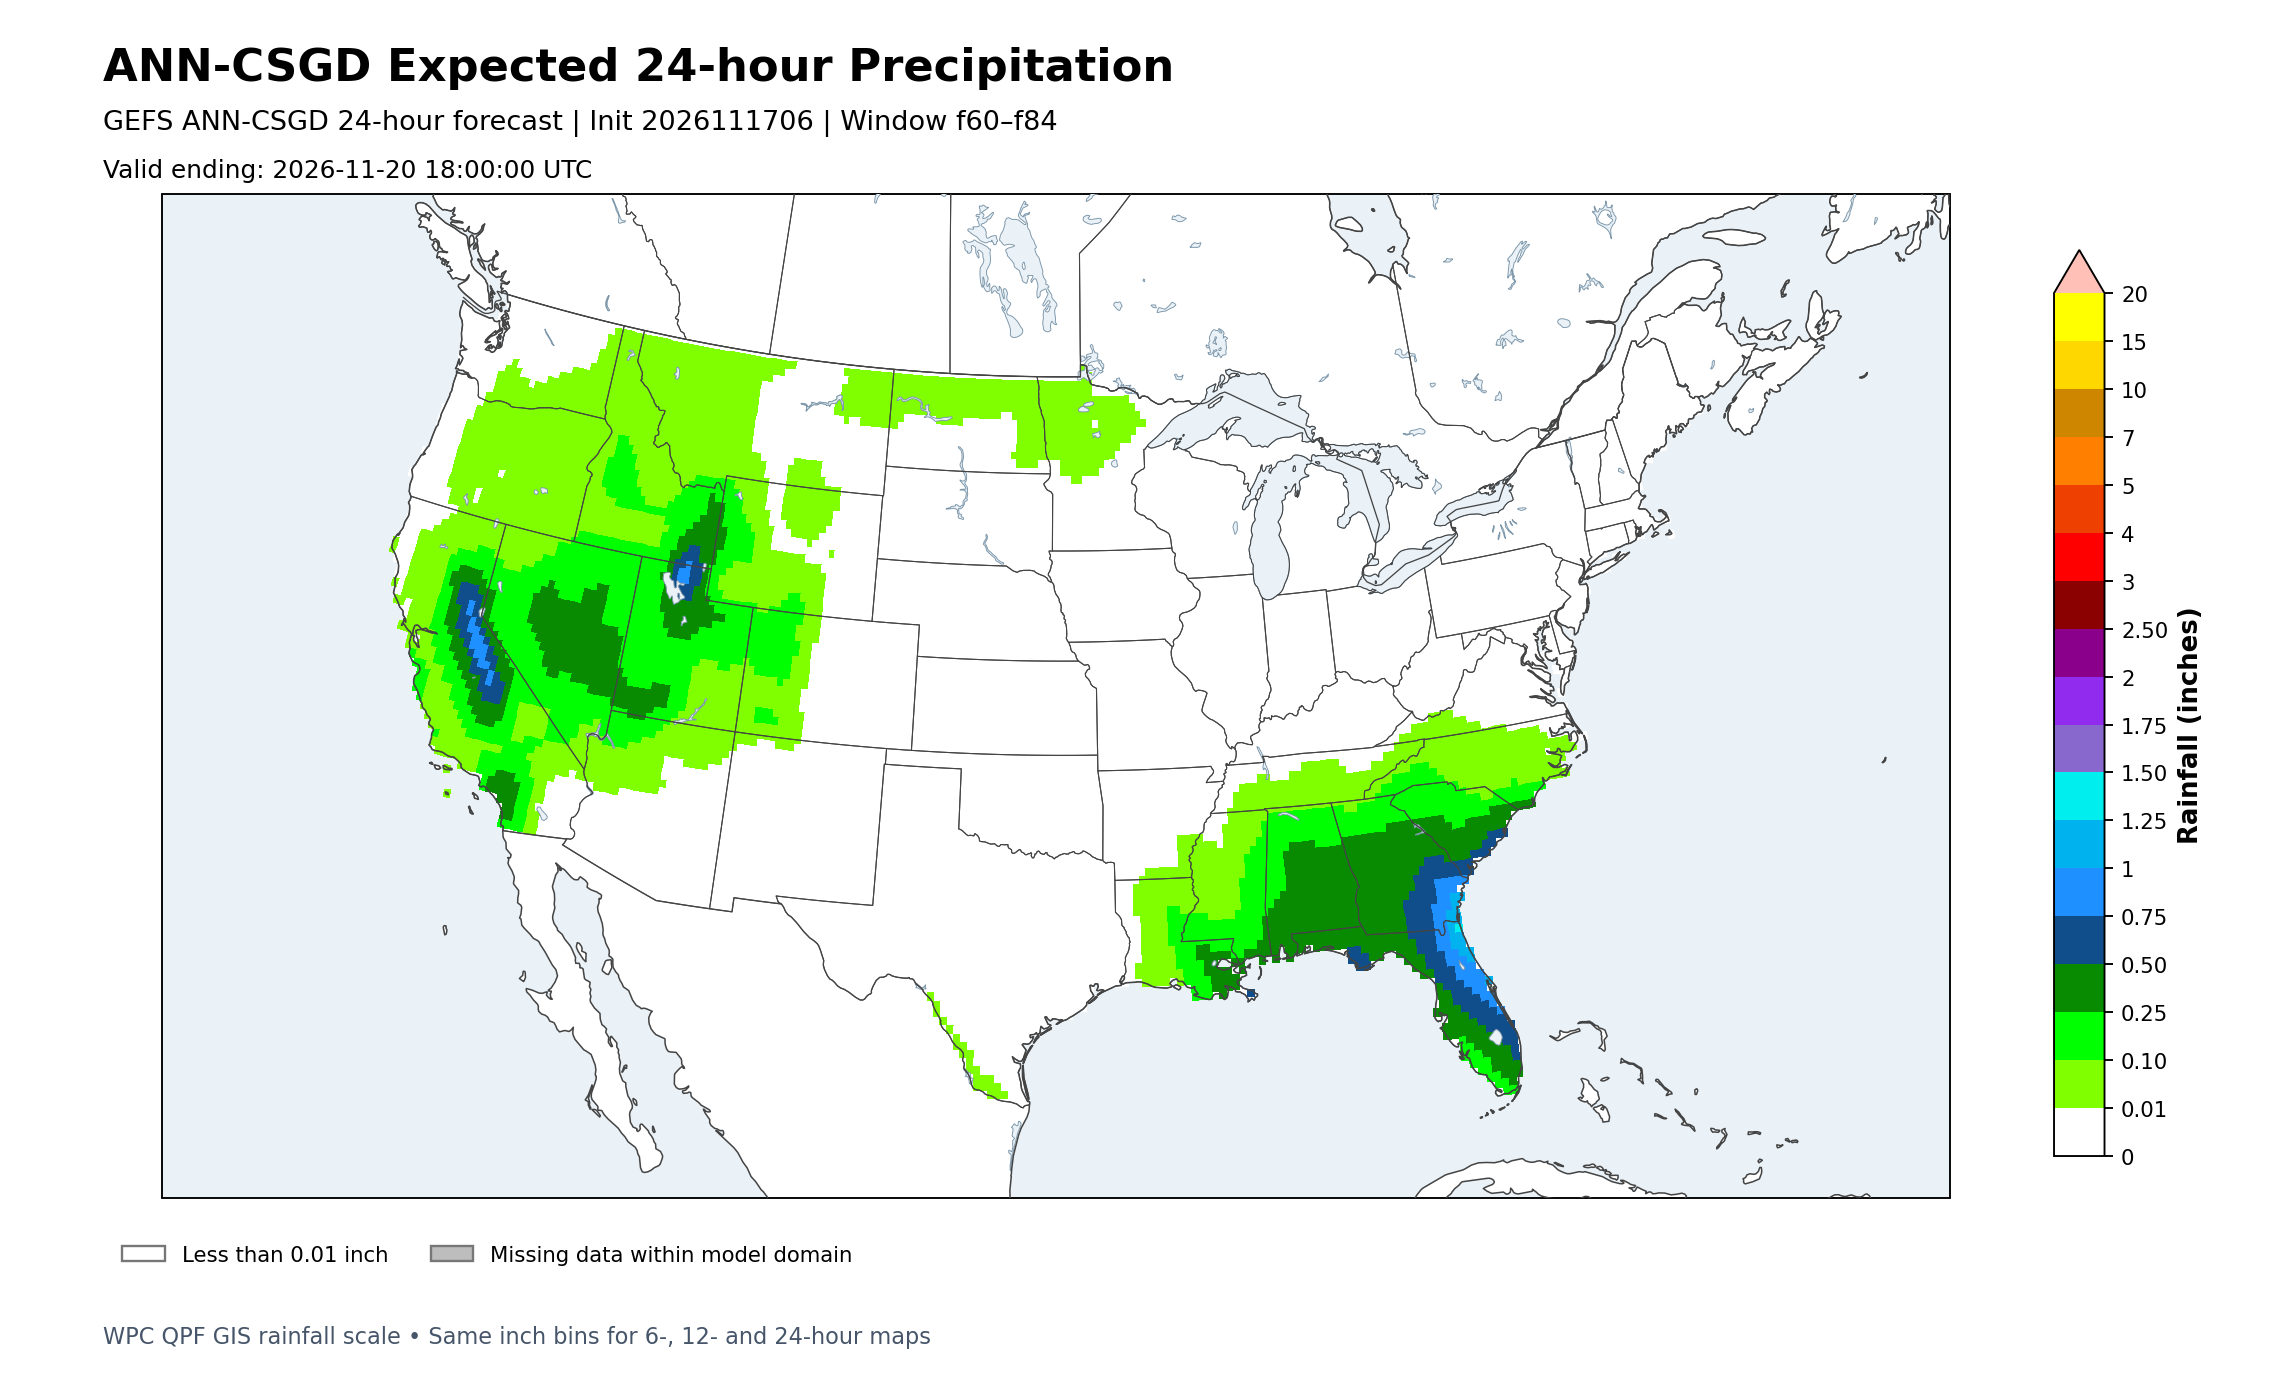 ANN-CSGD Expected 24-hour Precipitation
GEFS ANN-CSGD 24-hour forecast | Init 2026111706 | Window f60–f84
Valid ending: 2026-11-20 18:00:00 UTC
20
15
10
7
5
4
3
2.50
2
1.75
1.50
1.25
1
0.75
0.50
0.25
0.10
0.01
0
Rainfall (inches)
Less than 0.01 inch
Missing data within model domain
WPC QPF GIS rainfall scale • Same inch bins for 6-, 12- and 24-hour maps